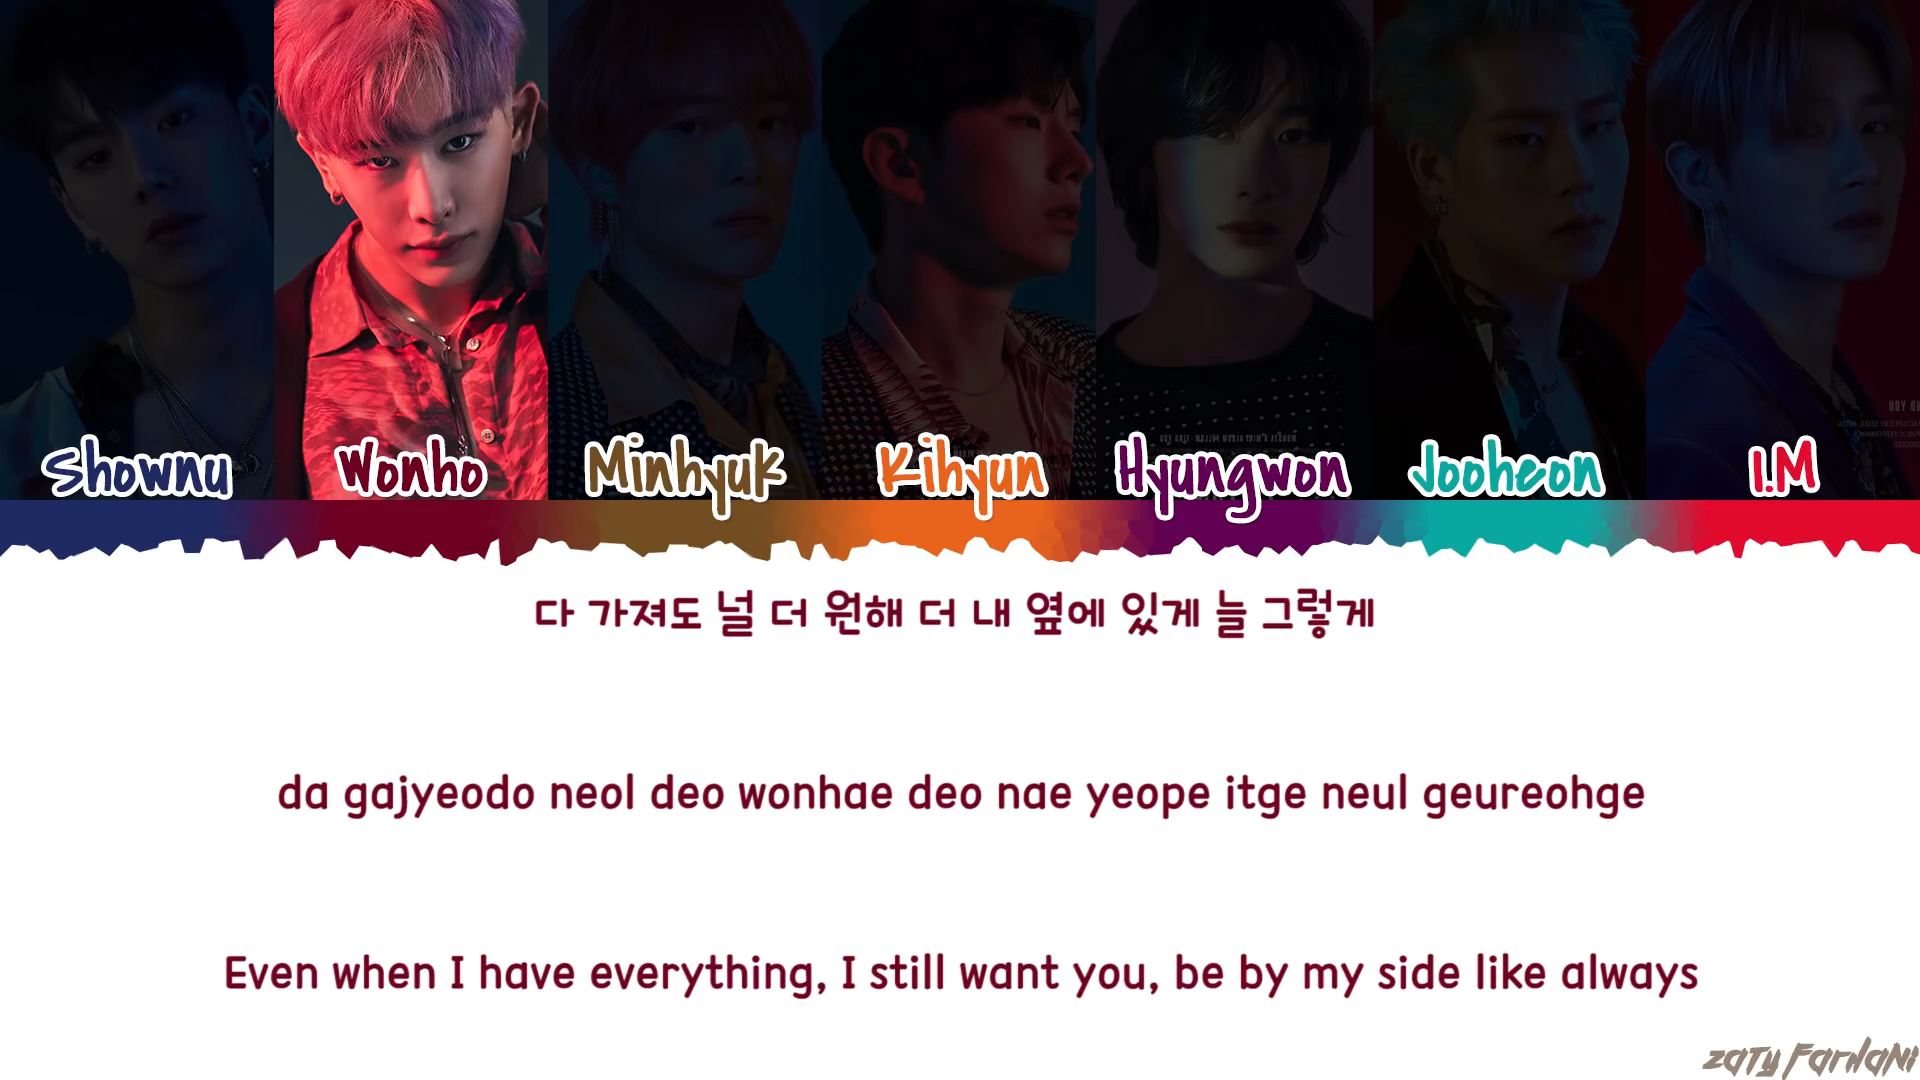 Shownu Wonho Minhyuk Kihyun Hyungwon Jooheon I.M
다 가져도 널 더 원해 더 내 옆에 있게 늘 그렇게
da gajyeodo neol deo wonhae deo nae yeope itge neul geureohge
Even when I have everything, I still want you, be by my side like always
Zaty Farhani